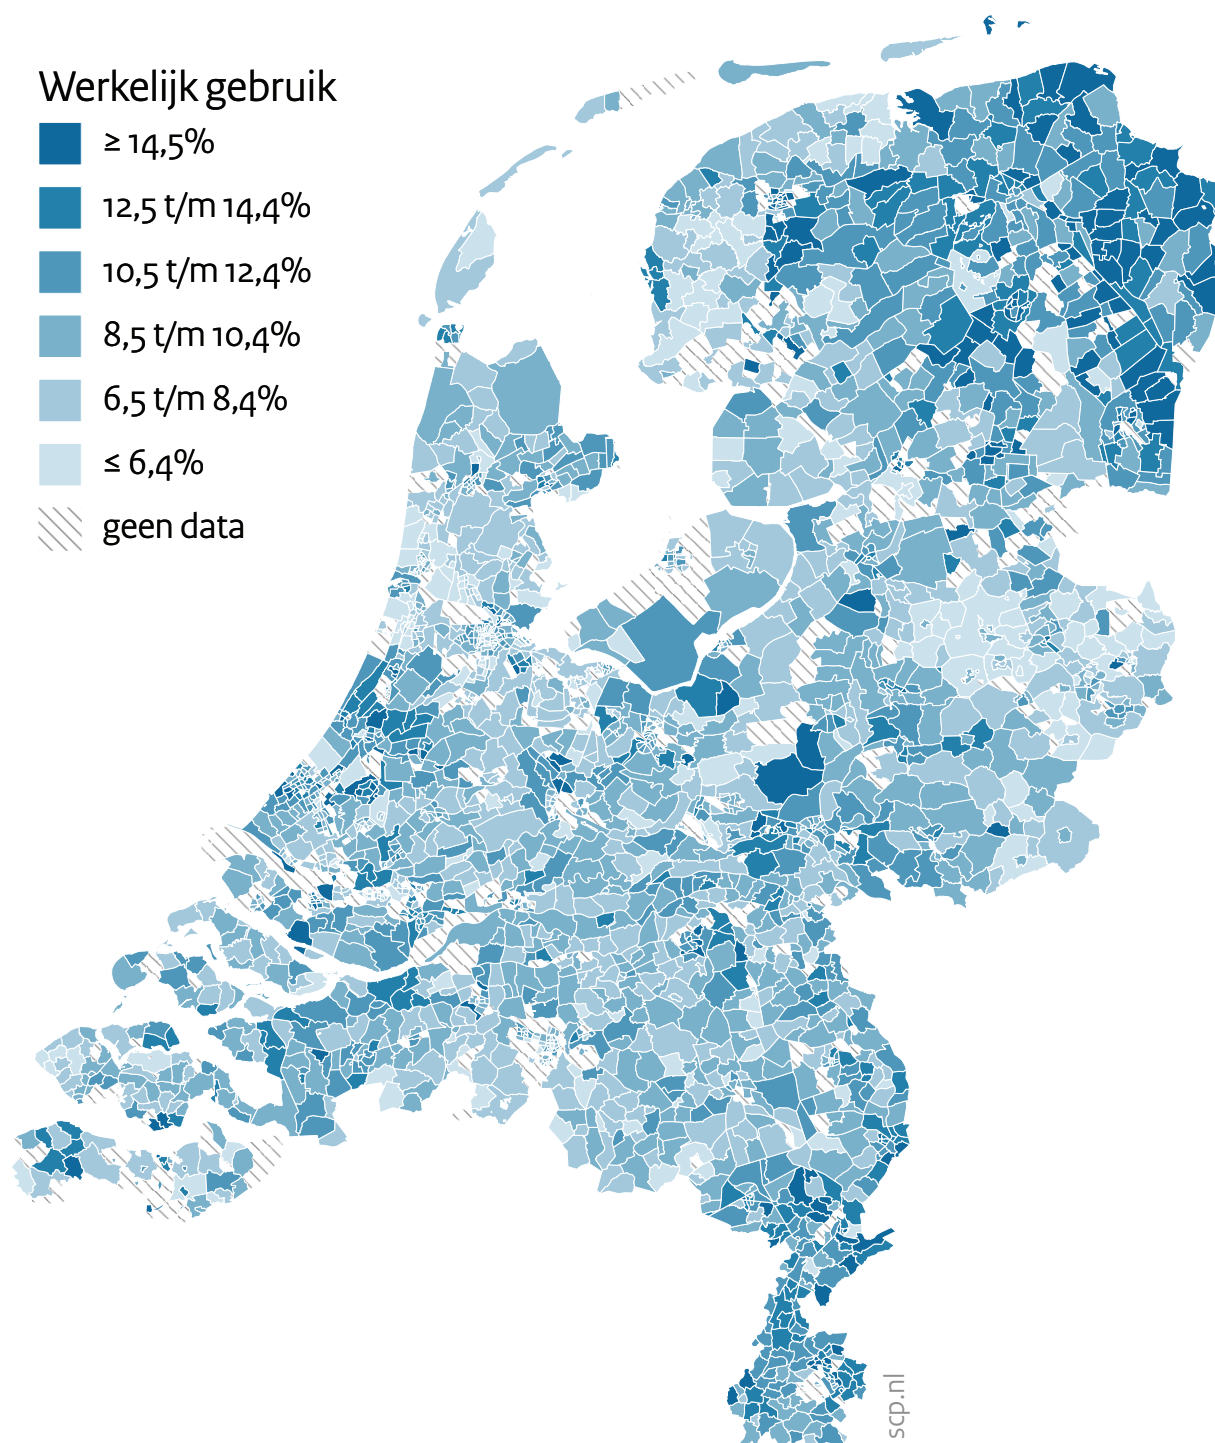 Werkelijk gebruik
≥ 14,5%
12,5 t/m 14,4%
10,5 t/m 12,4%
8,5 t/m 10,4%
6,5 t/m 8,4%
≤ 6,4%
geen data
scp.nl